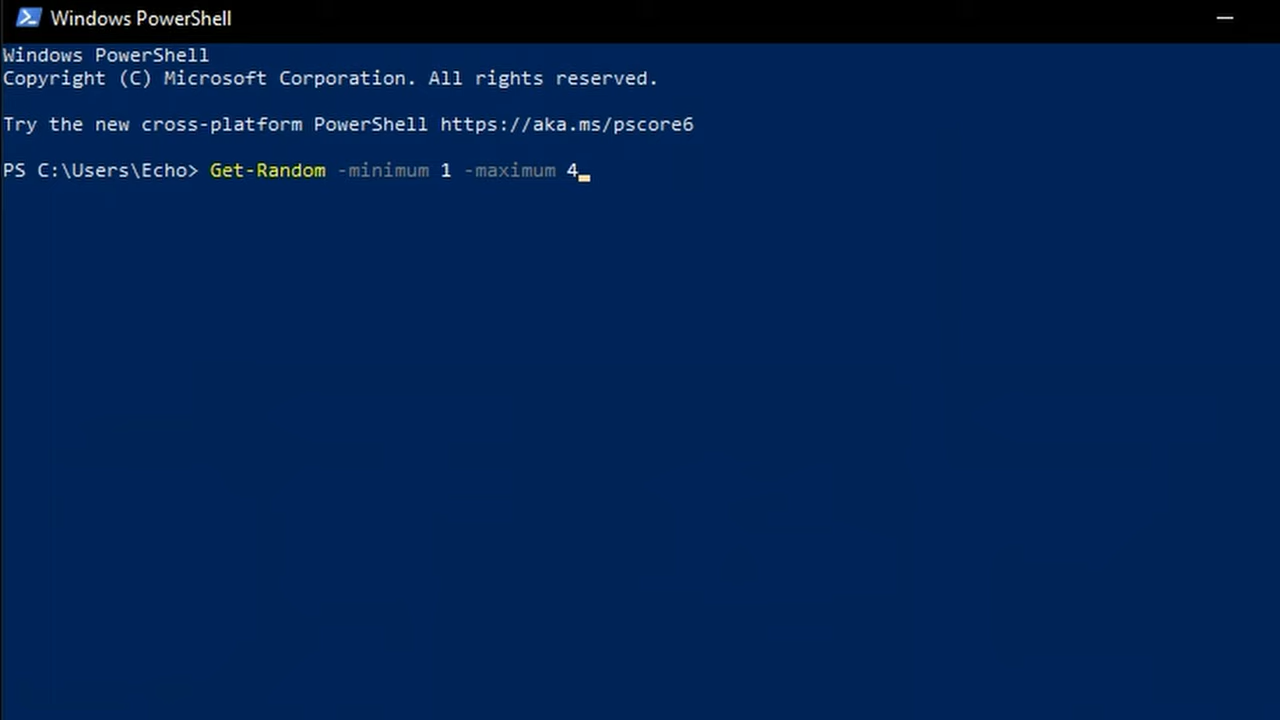 Windows PowerShell
Windows PowerShell
Copyright (C) Microsoft Corporation. All rights reserved.
Try the new cross-platform PowerShell https://aka.ms/pscore6
PS C:\Users\Echo> Get-Random -minimum 1 -maximum 4